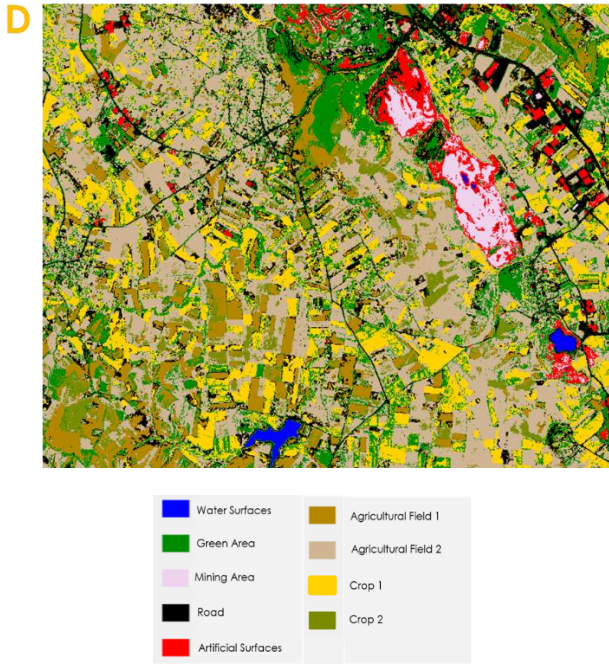 D
Water Surfaces
Green Area
Mining Area
Road
Artificial Surfaces
Agricultural Field 1
Agricultural Field 2
Crop 1
Crop 2